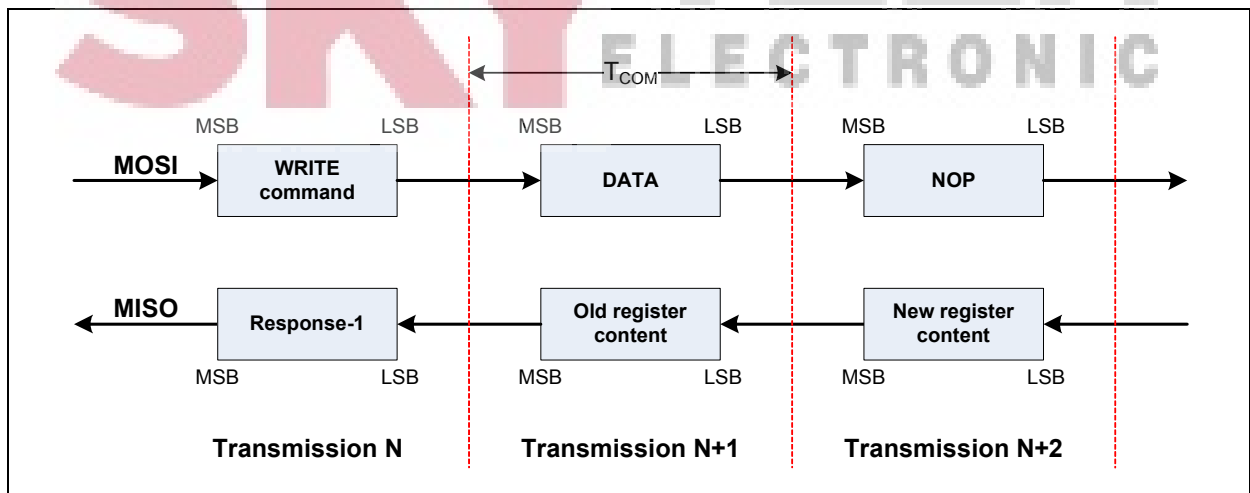 SKY
ELECTRONIC
TCOM
MSB LSB MSB LSB MSB LSB
MOSI WRITE command DATA NOP
MISO Response-1 Old register content New register content
MSB LSB MSB LSB MSB LSB
Transmission N Transmission N+1 Transmission N+2